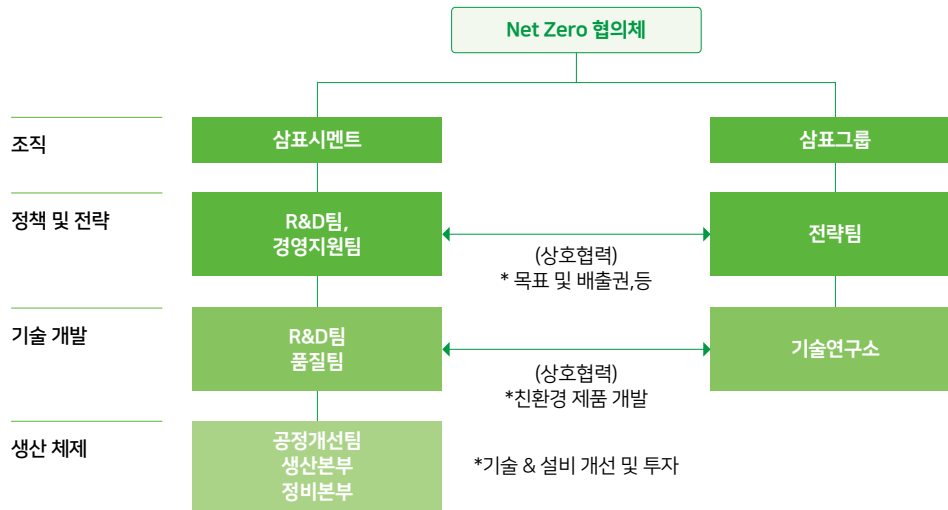 Net Zero 협의체
조직
삼표시멘트
삼표그룹
정책 및 전략
R&D팀,
경영지원팀
(상호협력)
* 목표 및 배출권,등
전략팀
기술 개발
R&D팀
품질팀
(상호협력)
*친환경 제품 개발
기술연구소
생산 체제
공정개선팀
생산본부
정비본부
*기술 & 설비 개선 및 투자